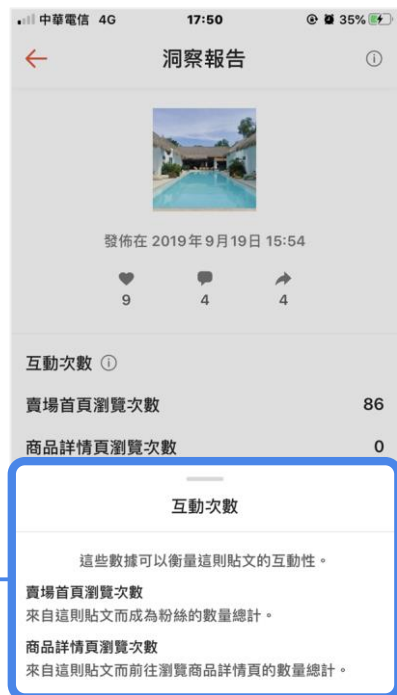 中華電信 4G 17:50 35%
洞察報告
發佈在 2019年9月19日 15:54
9 4 4
互動次數
賣場首頁瀏覽次數 86
商品詳情頁瀏覽次數 0
互動次數
這些數據可以衡量這則貼文的互動性。
賣場首頁瀏覽次數
來自這則貼文而成為粉絲的數量總計。
商品詳情頁瀏覽次數
來自這則貼文而前往瀏覽商品詳情頁的數量總計。